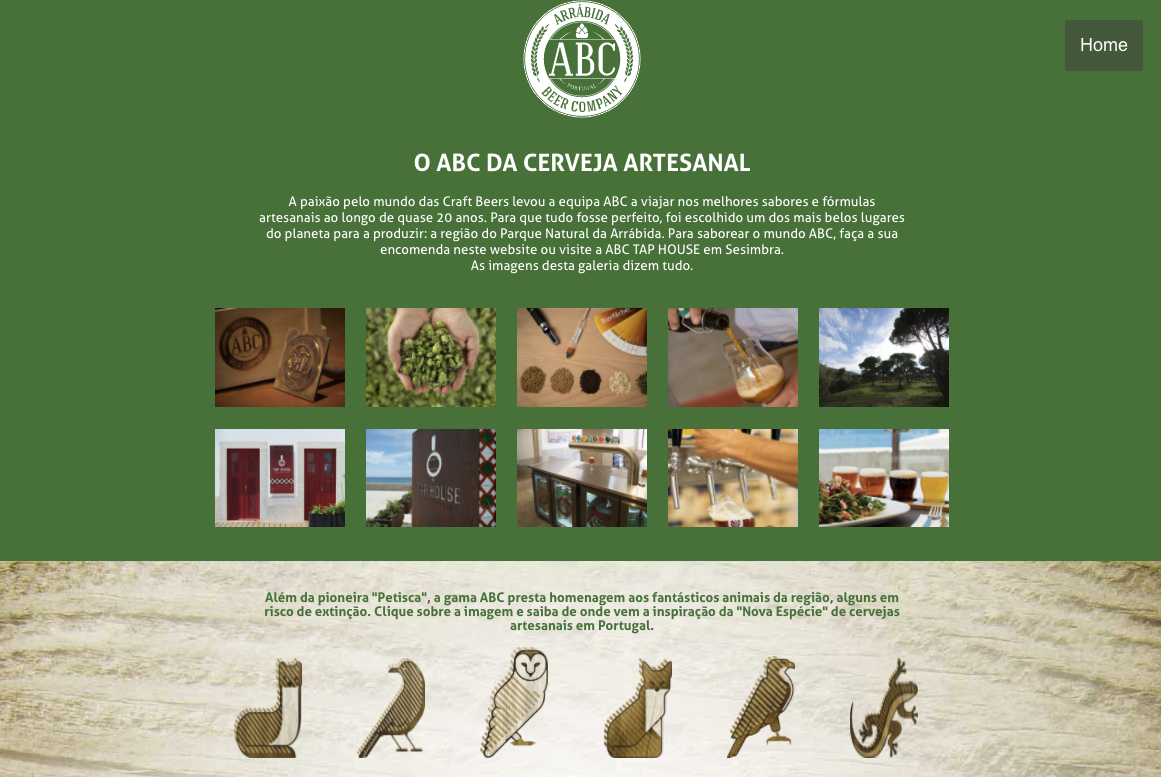 ARRÁBIDA
ABC
PORTUGAL
BEER COMPANY
Home
O ABC DA CERVEJA ARTESANAL
A paixão pelo mundo das Craft Beers levou a equipa ABC a viajar nos melhores sabores e fórmulas
artesanais ao longo de quase 20 anos. Para que tudo fosse perfeito, foi escolhido um dos mais belos lugares
do planeta para a produzir: a região do Parque Natural da Arrábida. Para saborear o mundo ABC, faça a sua
encomenda neste website ou visite a ABC TAP HOUSE em Sesimbra.
As imagens desta galeria dizem tudo.
ABC
TAP HOUSE
TAP HOUSE
Além da pioneira "Petisca", a gama ABC presta homenagem aos fantásticos animais da região, alguns em
risco de extinção. Clique sobre a imagem e saiba de onde vem a inspiração da "Nova Espécie" de cervejas
artesanais em Portugal.